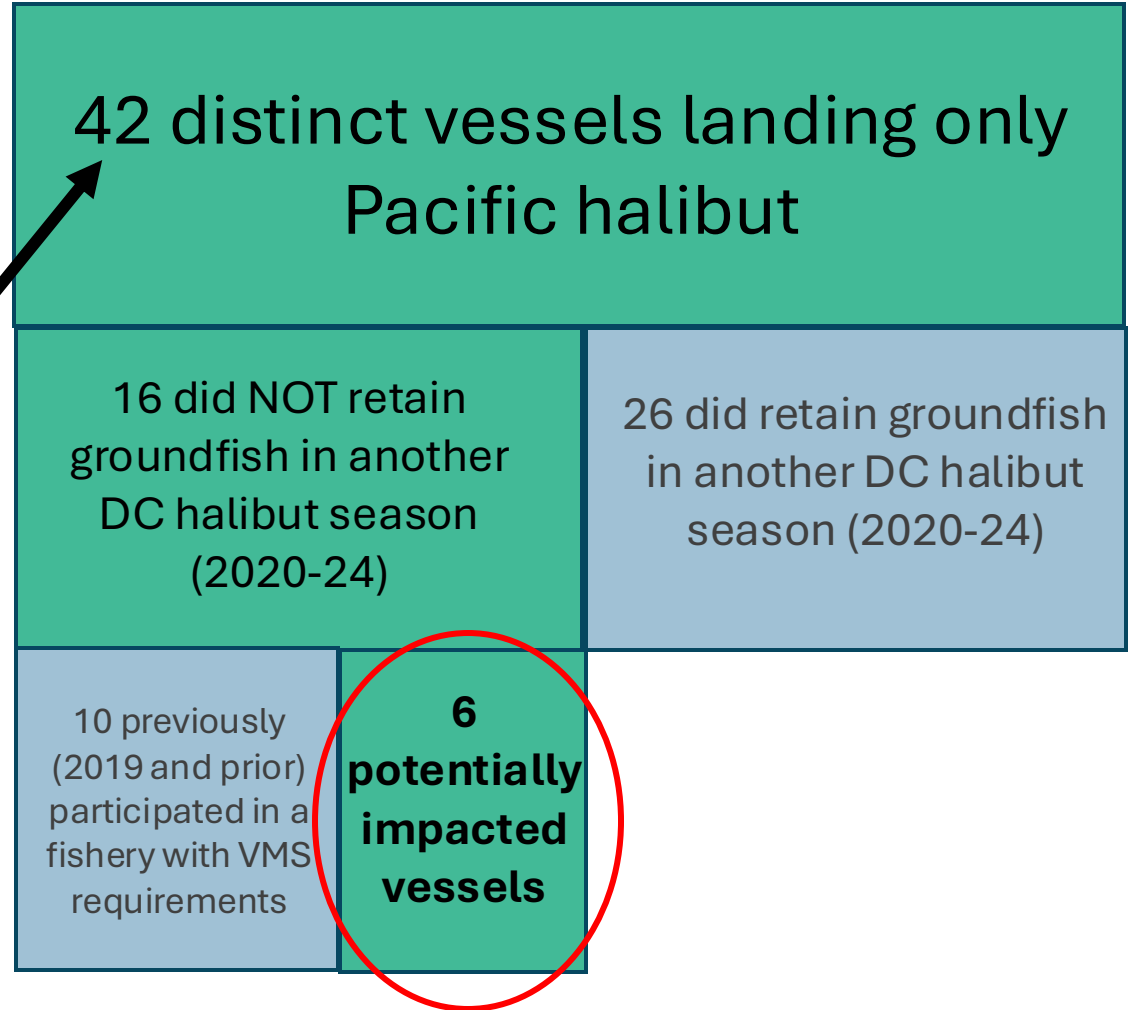 42 distinct vessels landing only
Pacific halibut
16 did NOT retain
groundfish in another
DC halibut season
(2020-24)
26 did retain groundfish
in another DC halibut
season (2020-24)
10 previously
(2019 and prior)
participated in a
fishery with VMS
requirements
6
potentially
impacted
vessels